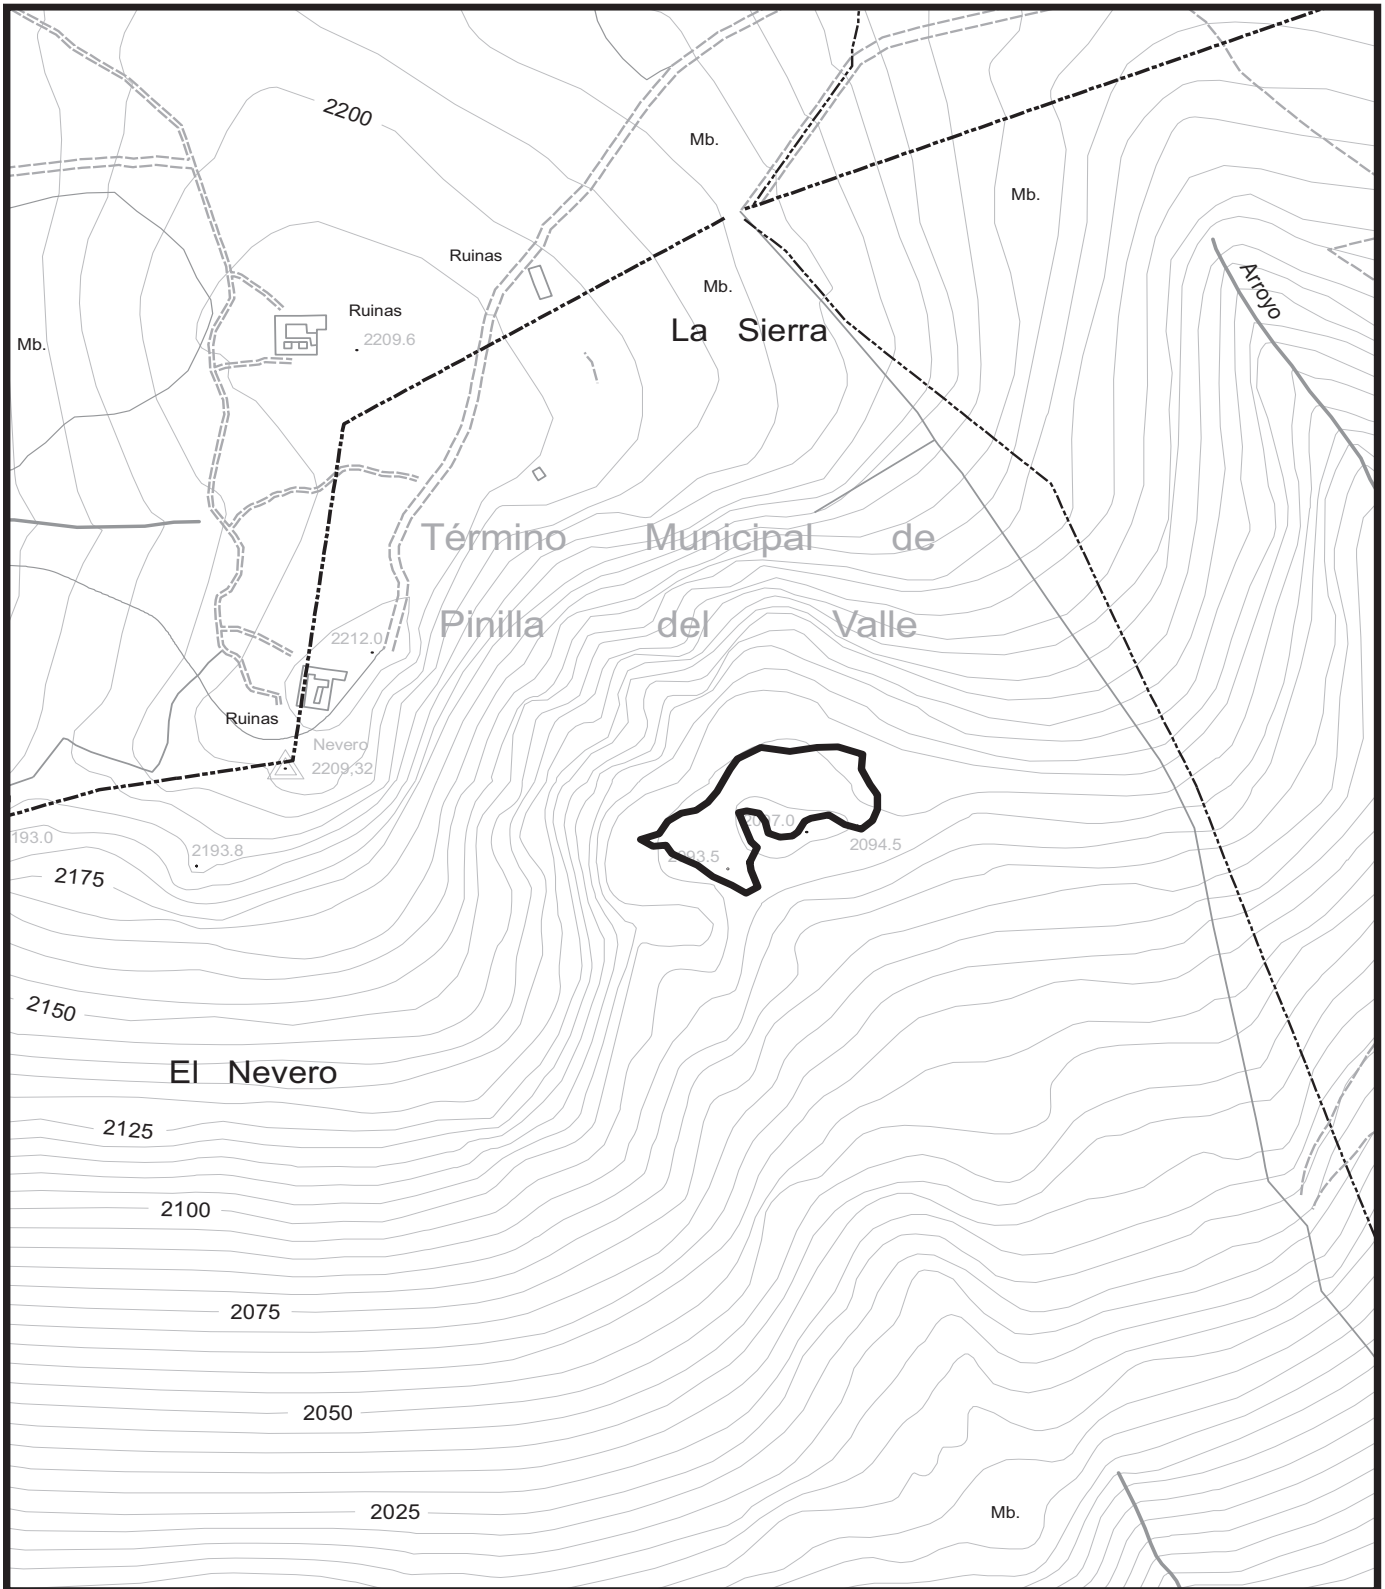 2200
Mb.
Mb.
Ruinas
Arroyo
Mb.
Ruinas
2209.6
La Sierra
Mb.
Término Municipal de
Pinilla del Valle
2212.0
Ruinas
Nevero
2209,32
193.0
2193.8
2097.0
2094.5
2093.5
2175
2150
El Nevero
2125
2100
2075
2050
2025
Mb.